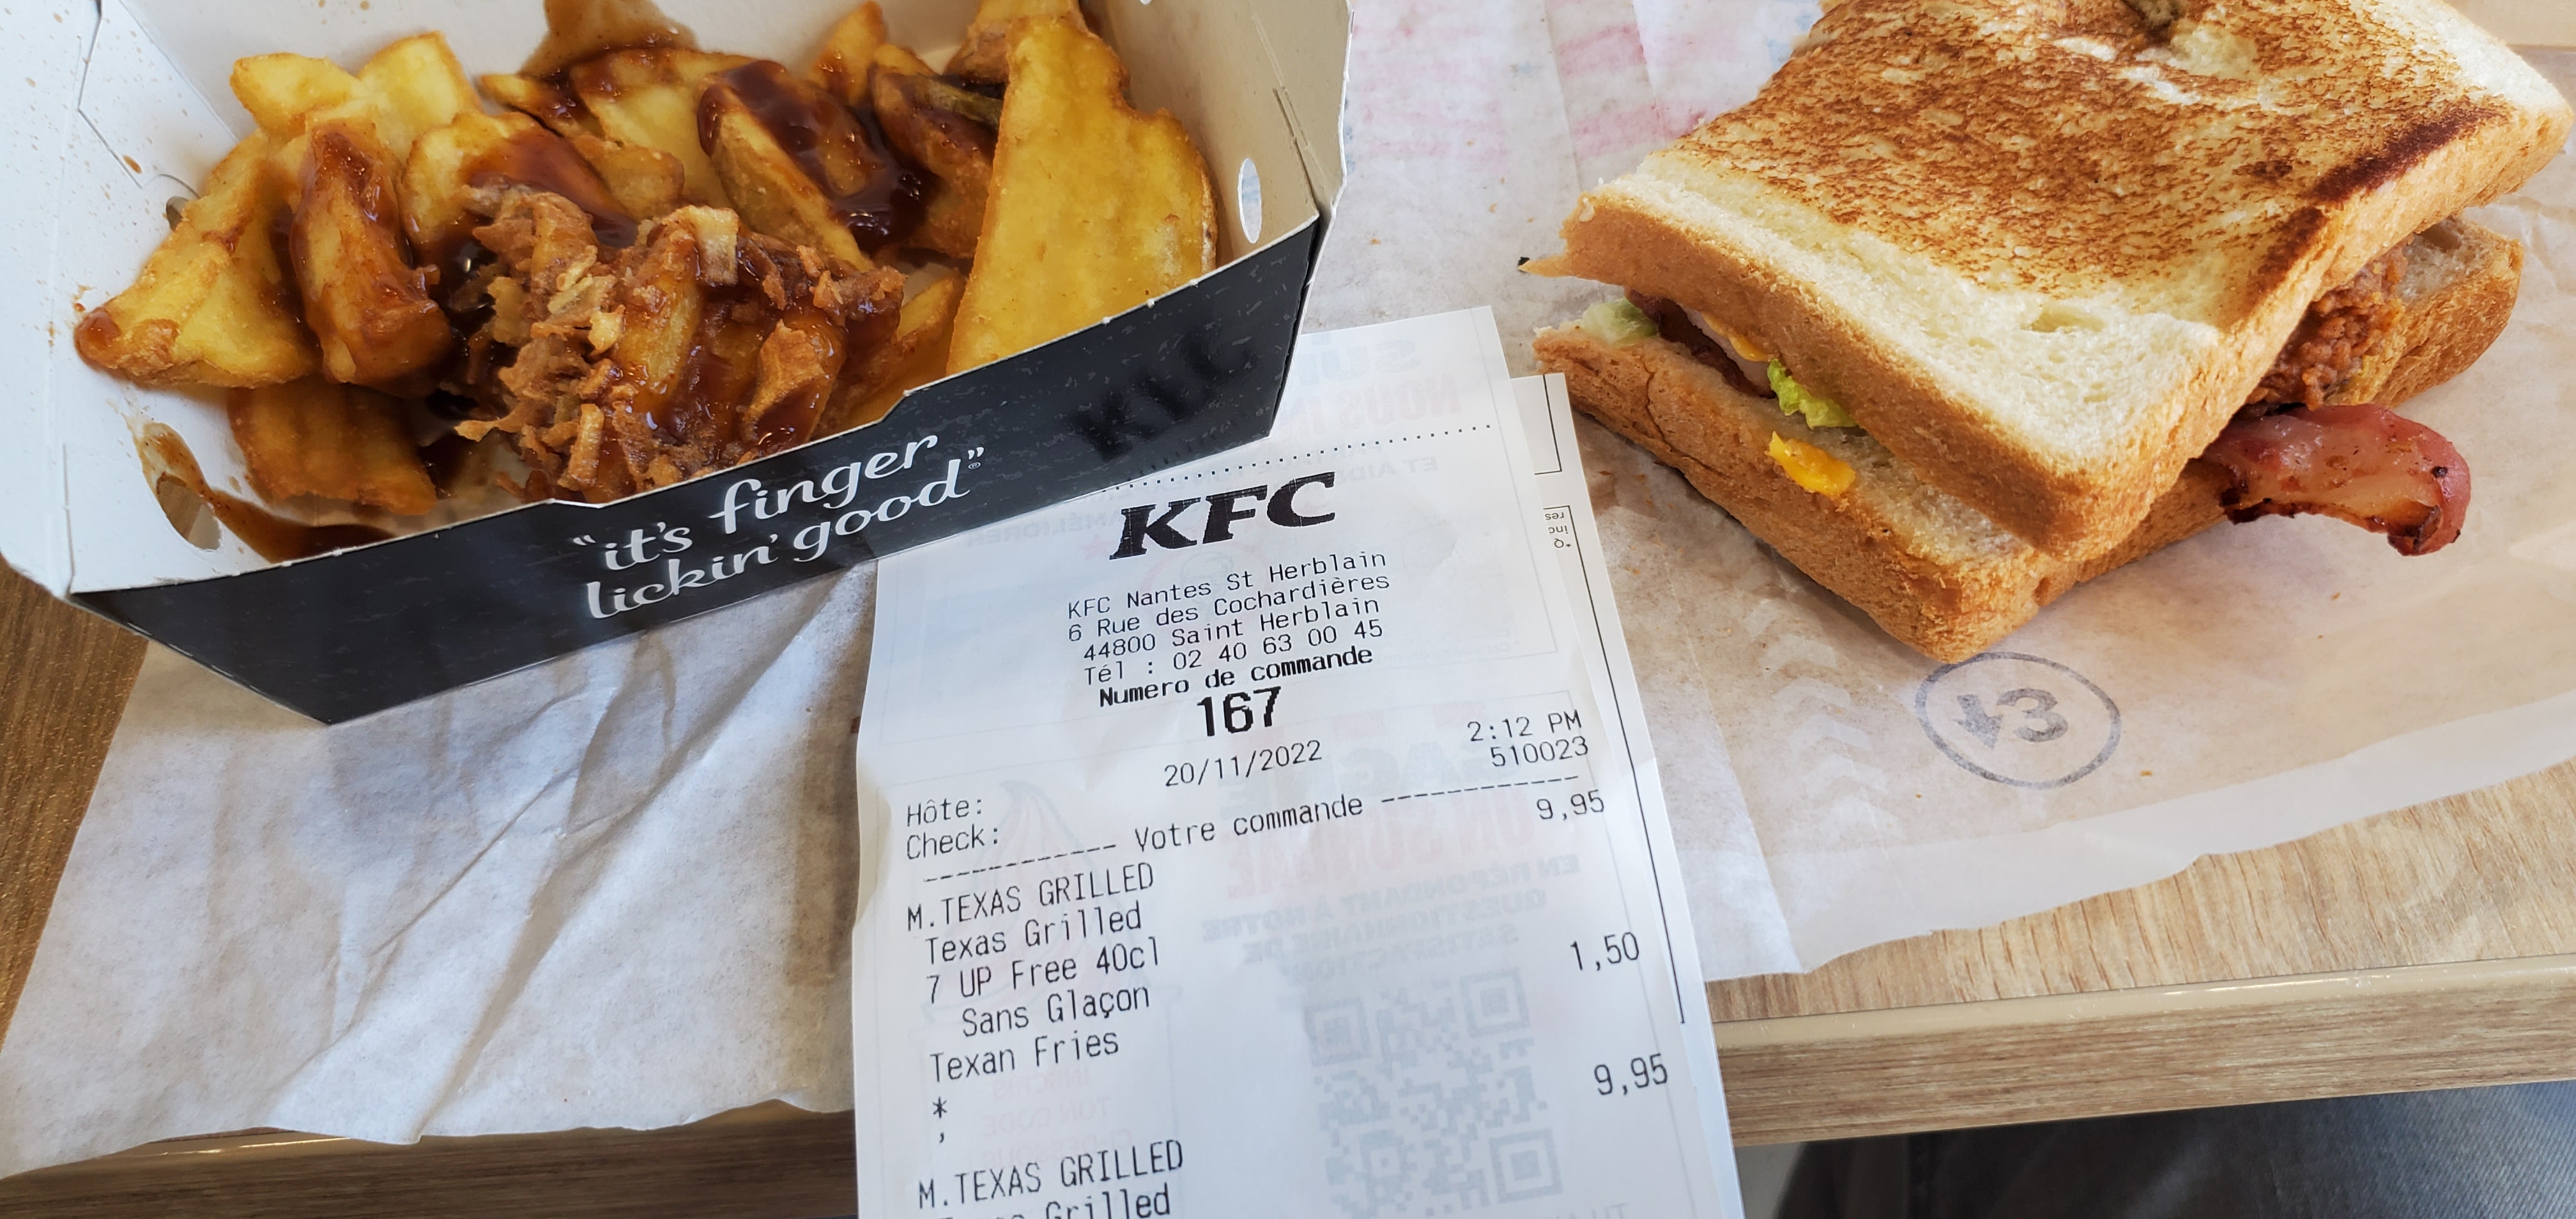 "it's finger
lickin' good"®
KFC
KFC
KFC Nantes St Herblain
6 Rue des Cochardières
44800 Saint Herblain
Tél : 02 40 63 00 45
Numero de commande
167
20/11/2022 2:12 PM
Hôte: 510023
Check:
----------- Votre commande -----------
M.TEXAS GRILLED 9,95
Texas Grilled
7 UP Free 40cl
Sans Glaçon
Texan Fries 1,50
*
,
M.TEXAS GRILLED 9,95
Grilled
3